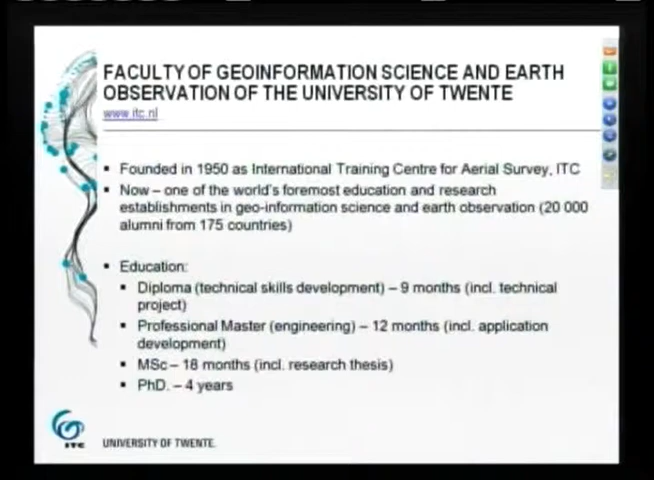 FACULTY OF GEOINFORMATION SCIENCE AND EARTH
OBSERVATION OF THE UNIVERSITY OF TWENTE
www.itc.nl
▪ Founded in 1950 as International Training Centre for Aerial Survey, ITC
▪ Now – one of the world's foremost education and research
establishments in geo-information science and earth observation (20 000
alumni from 175 countries)
▪ Education:
▪ Diploma (technical skills development) – 9 months (incl. technical
project)
▪ Professional Master (engineering) – 12 months (incl. application
development)
▪ MSc – 18 months (incl. research thesis)
▪ PhD. – 4 years
ITC
UNIVERSITY OF TWENTE.